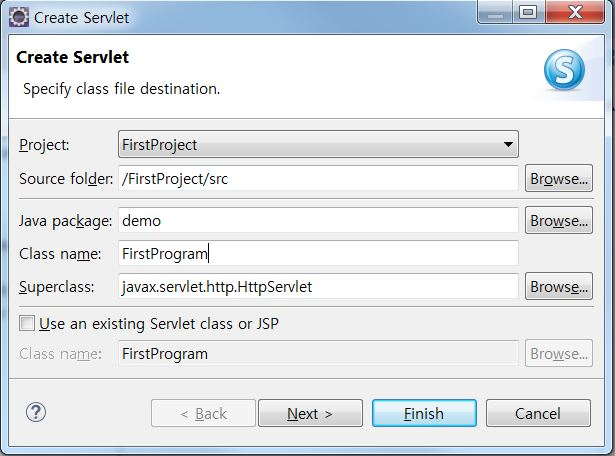 Create Servlet
Create Servlet
Specify class file destination.
S
Project: FirstProject
Source folder: /FirstProject/src Browse...
Java package: demo Browse...
Class name: FirstProgram
Superclass: javax.servlet.http.HttpServlet Browse...
Use an existing Servlet class or JSP
Class name: FirstProgram Browse...
? < Back Next > Finish Cancel